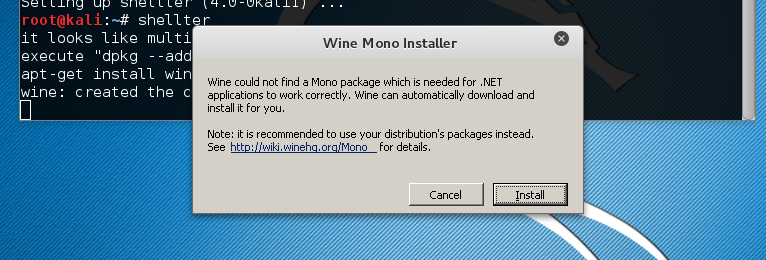 Setting up shellter (4.0-0kali1) ...
root@kali:~# shellter
it looks like multi
execute "dpkg --add
apt-get install win
wine: created the c
Wine Mono Installer
Wine could not find a Mono package which is needed for .NET
applications to work correctly. Wine can automatically download and
install it for you.
Note: it is recommended to use your distribution's packages instead.
See http://wiki.winehq.org/Mono for details.
Cancel
Install